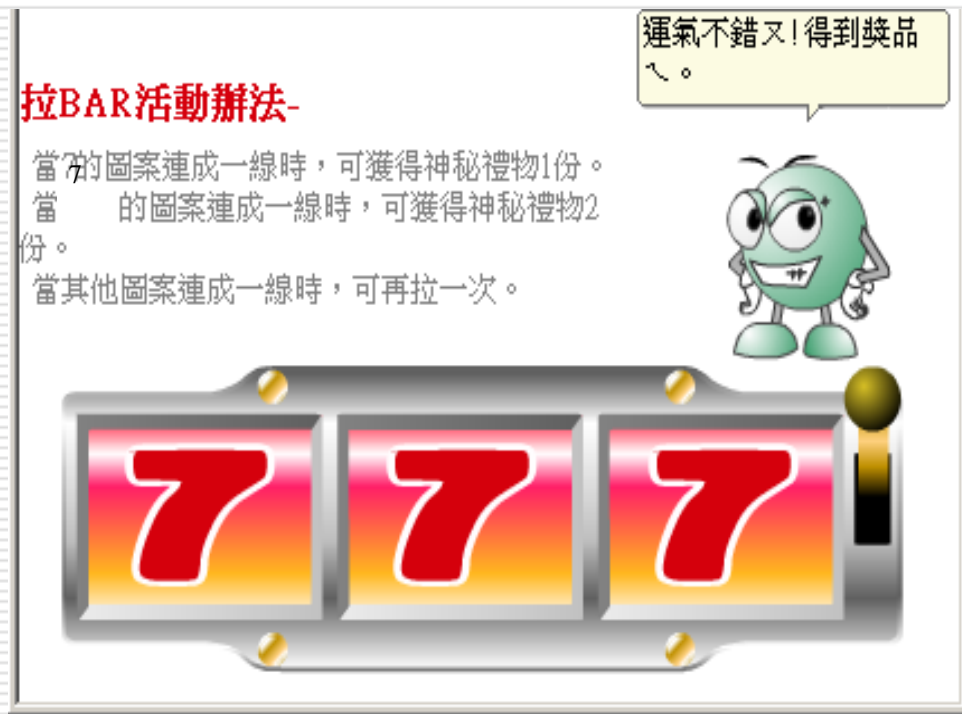 運氣不錯ㄡ!得到獎品
ㄟ。
拉BAR活動辦法-
當7的圖案連成一線時，可獲得神秘禮物1份。
當 的圖案連成一線時，可獲得神秘禮物2
份。
當其他圖案連成一線時，可再拉一次。
7 7 7